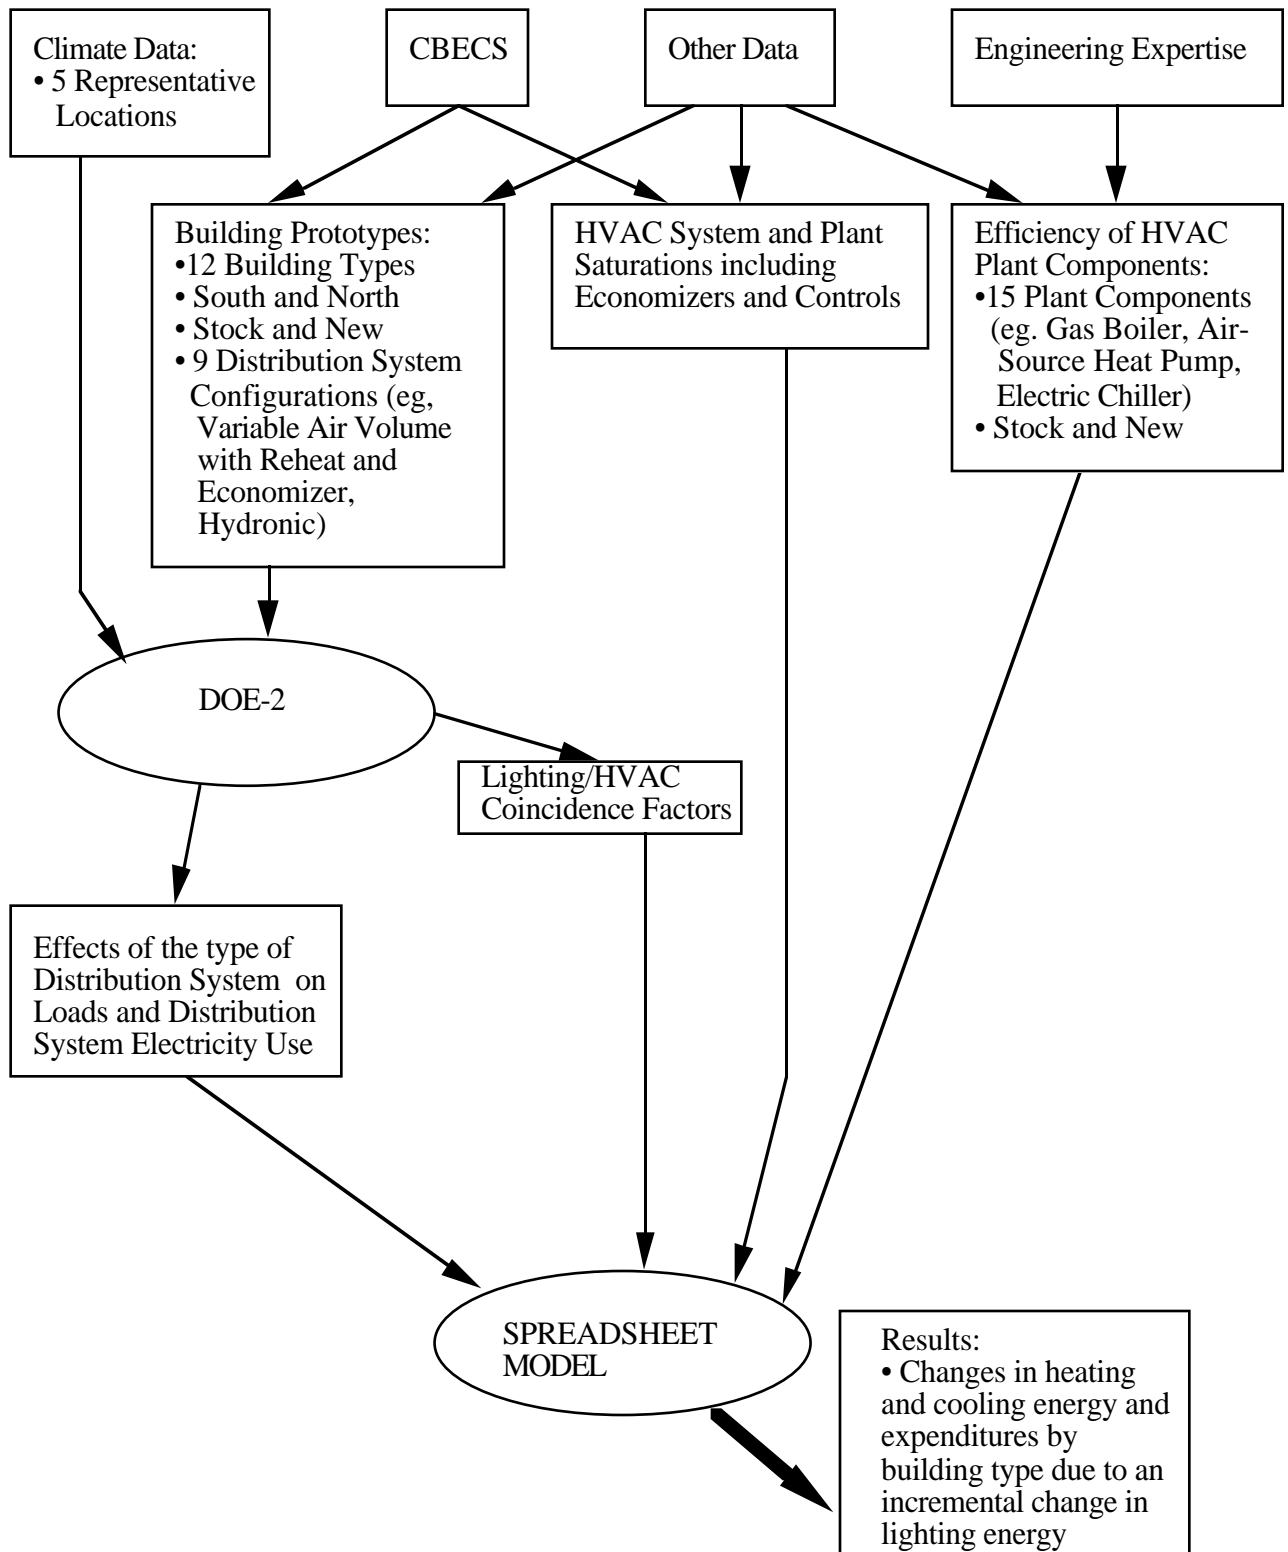 Climate Data:
• 5 Representative
Locations
CBECS
Other Data
Engineering Expertise
Building Prototypes:
•12 Building Types
• South and North
• Stock and New
• 9 Distribution System
Configurations (eg,
Variable Air Volume
with Reheat and
Economizer,
Hydronic)
HVAC System and Plant
Saturations including
Economizers and Controls
Efficiency of HVAC
Plant Components:
•15 Plant Components
(eg. Gas Boiler, Air-
Source Heat Pump,
Electric Chiller)
• Stock and New
DOE-2
Lighting/HVAC
Coincidence Factors
Effects of the type of
Distribution System on
Loads and Distribution
System Electricity Use
SPREADSHEET
MODEL
Results:
• Changes in heating
and cooling energy and
expenditures by
building type due to an
incremental change in
lighting energy